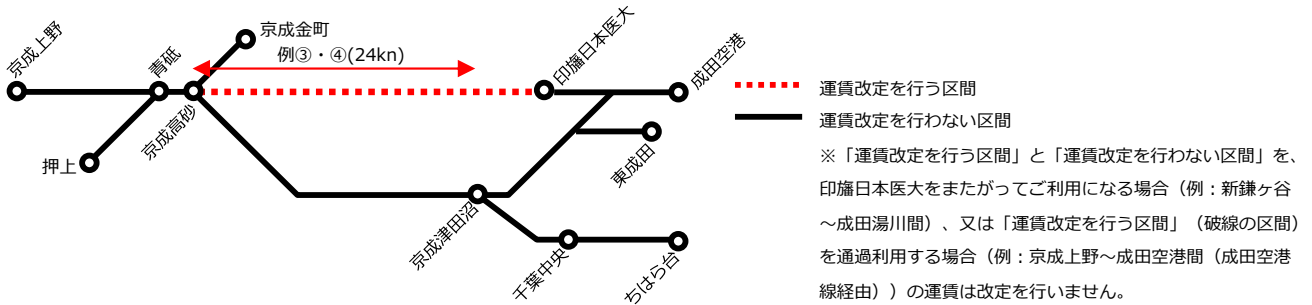 京成金町
例③・④(24kn)
京成上野
青砥
印旛日本医大
成田空港
京成高砂
押上
東成田
京成津田沼
千葉中央
ちはら台
運賃改定を行う区間
運賃改定を行わない区間
※「運賃改定を行う区間」と「運賃改定を行わない区間」を、
印旛日本医大をまたがってご利用になる場合（例：新鎌ヶ谷
～成田湯川間）、又は「運賃改定を行う区間」（破線の区間）
を通過利用する場合（例：京成上野～成田空港間（成田空港
線経由））の運賃は改定を行いません。